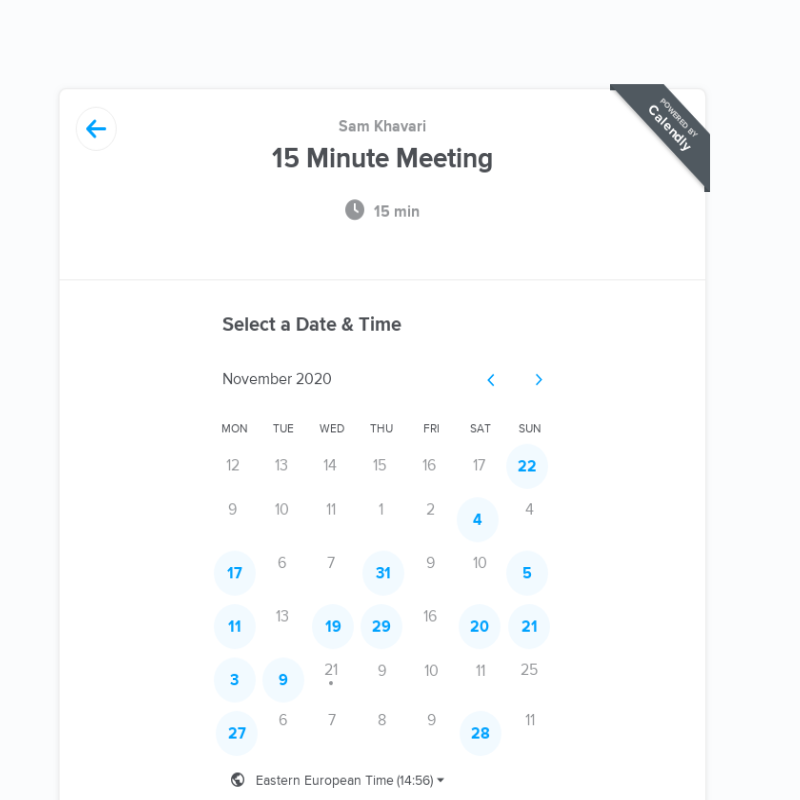 POWERED BY
Calendly
Sam Khavari
15 Minute Meeting
15 min
Select a Date & Time
November 2020
MON TUE WED THU FRI SAT SUN
12 13 14 15 16 17 22
9 10 11 1 2 4 4
17 6 7 31 9 10 5
11 13 19 29 16 20 21
3 9 21 9 10 11 25
27 6 7 8 9 28 11
Eastern European Time (14:56)